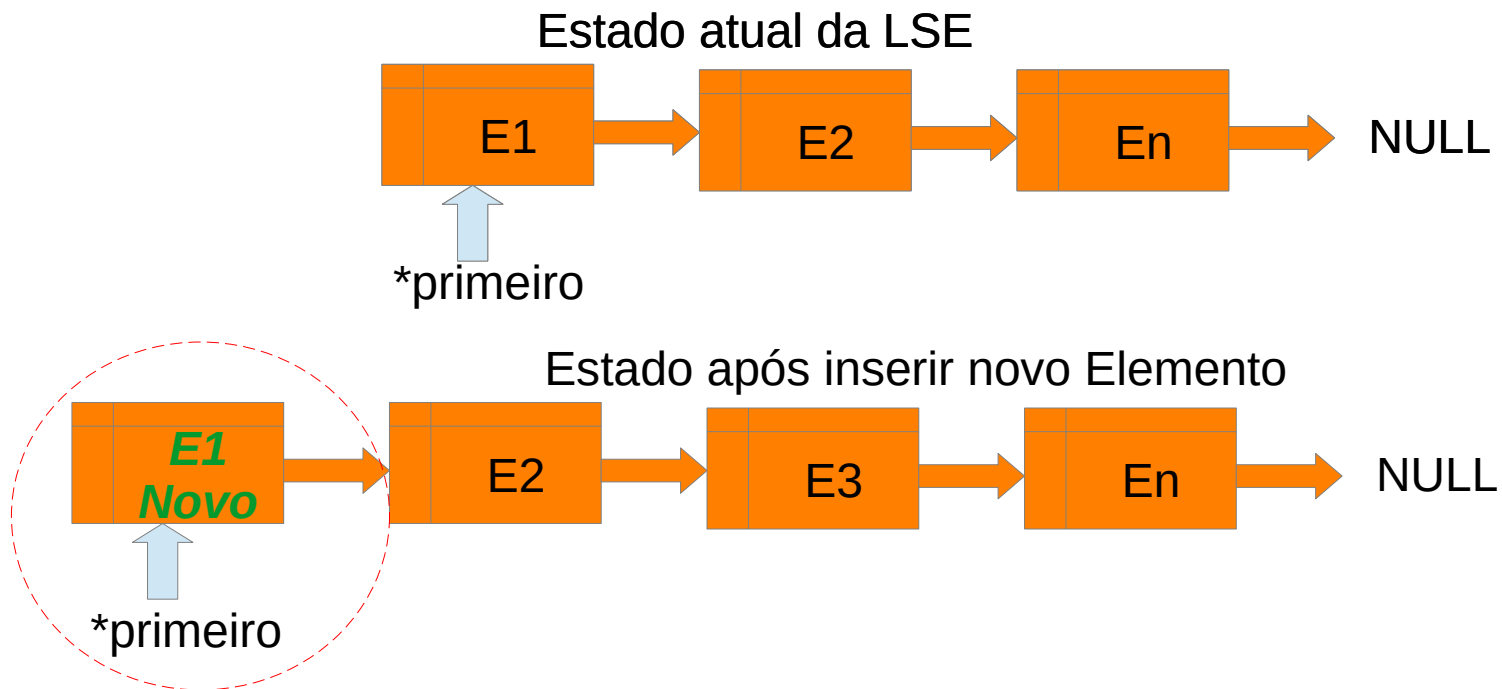 Estado atual da LSE
E1
E2
En
NULL
*primeiro
Estado após inserir novo Elemento
E1
Novo
E2
E3
En
NULL
*primeiro